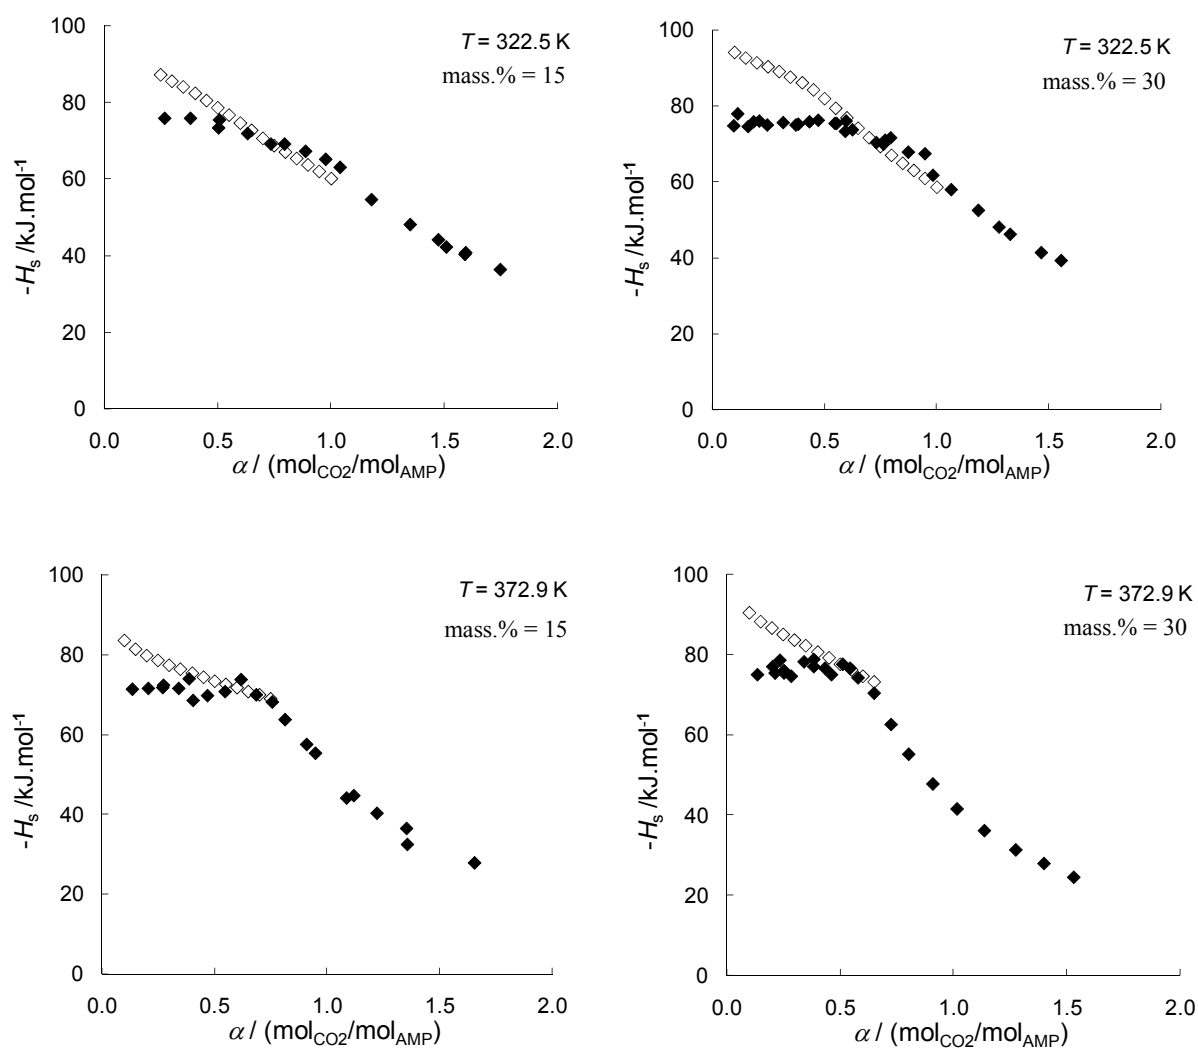 100
80
60
40
20
0
-Hs /kJ.mol-1
T = 322.5 K
mass.% = 15
0.0 0.5 1.0 1.5 2.0
α / (molCO2/molAMP)
100
80
60
40
20
0
-Hs /kJ.mol-1
T = 322.5 K
mass.% = 30
0.0 0.5 1.0 1.5 2.0
α / (molCO2/molAMP)
100
80
60
40
20
0
-Hs /kJ.mol-1
T = 372.9 K
mass.% = 15
0.0 0.5 1.0 1.5 2.0
α / (molCO2/molAMP)
100
80
60
40
20
0
-Hs /kJ.mol-1
T = 372.9 K
mass.% = 30
0.0 0.5 1.0 1.5 2.0
α / (molCO2/molAMP)